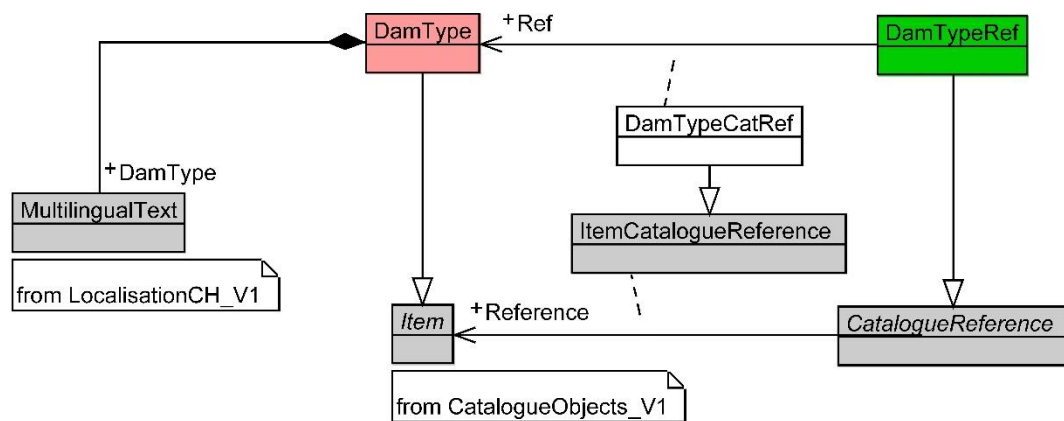 DamType
+Ref
DamTypeRef
DamTypeCatRef
+DamType
MultilingualText
ItemCatalogueReference
from LocalisationCH_V1
Item
+Reference
CatalogueReference
from CatalogueObjects_V1